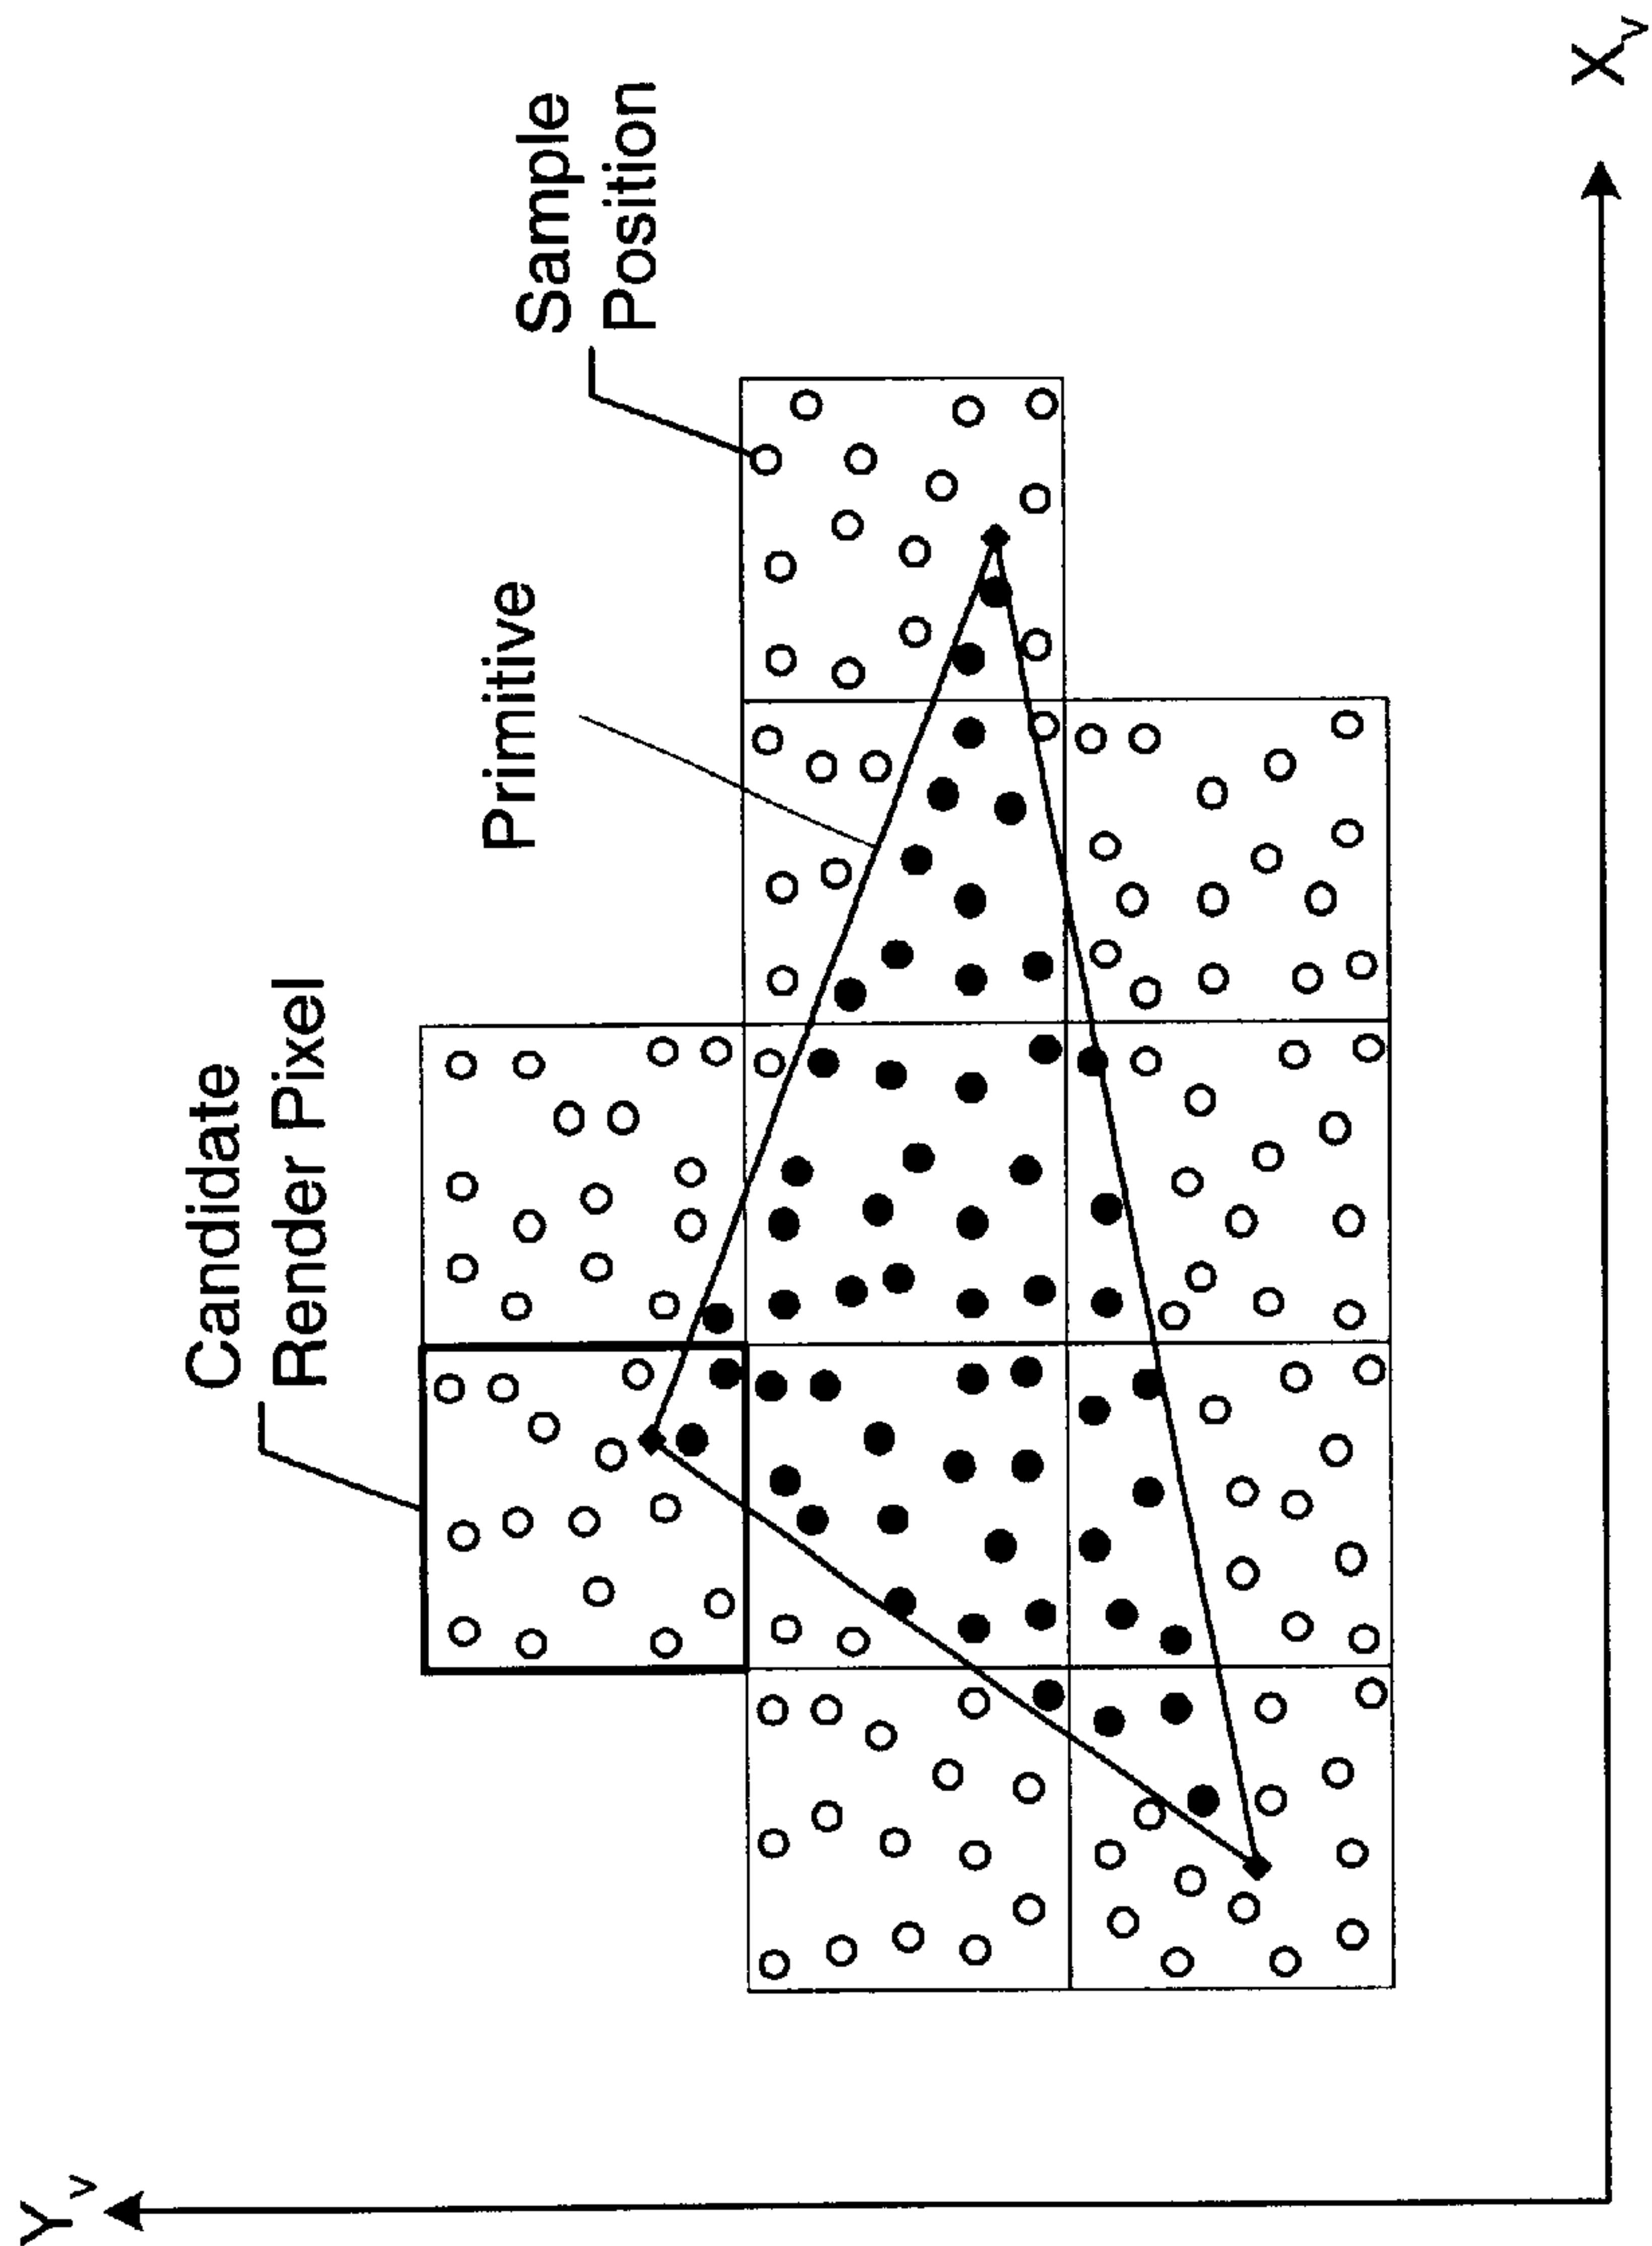 Candidate
Render Pixel
Primitive
Sample
Position
Yv
Xv